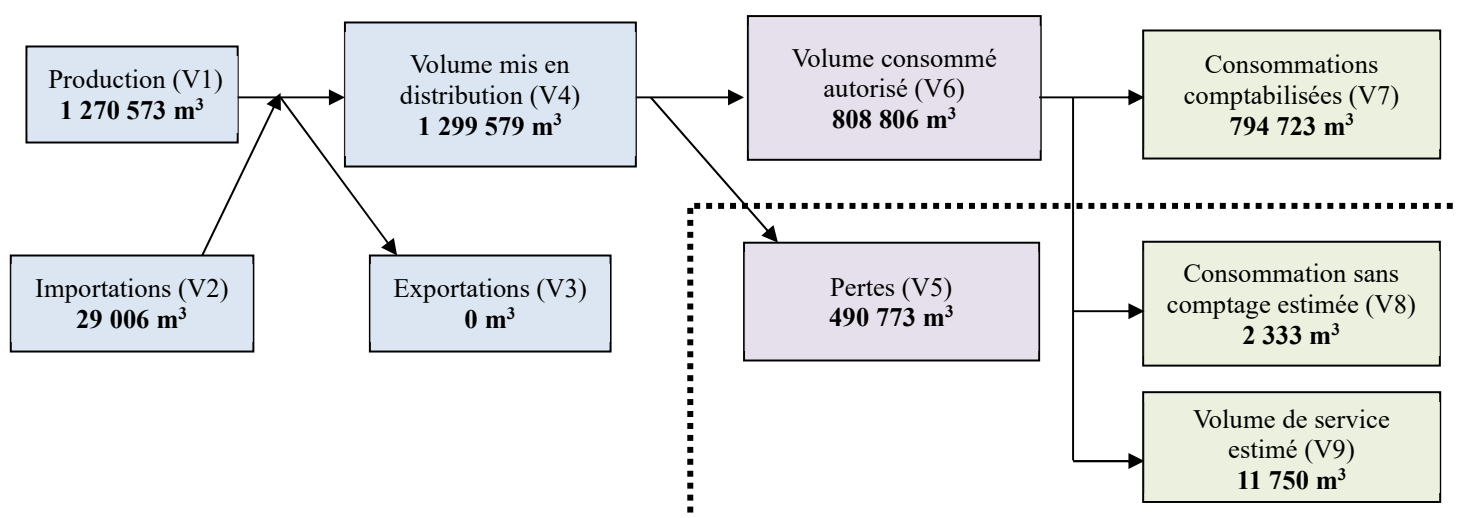 Production (V1)
1 270 573 m³
Volume mis en
distribution (V4)
1 299 579 m³
Volume consommé
autorisé (V6)
808 806 m³
Consommations
comptabilisées (V7)
794 723 m³
Importations (V2)
29 006 m³
Exportations (V3)
0 m³
Pertes (V5)
490 773 m³
Consommation sans
comptage estimée (V8)
2 333 m³
Volume de service
estimé (V9)
11 750 m³